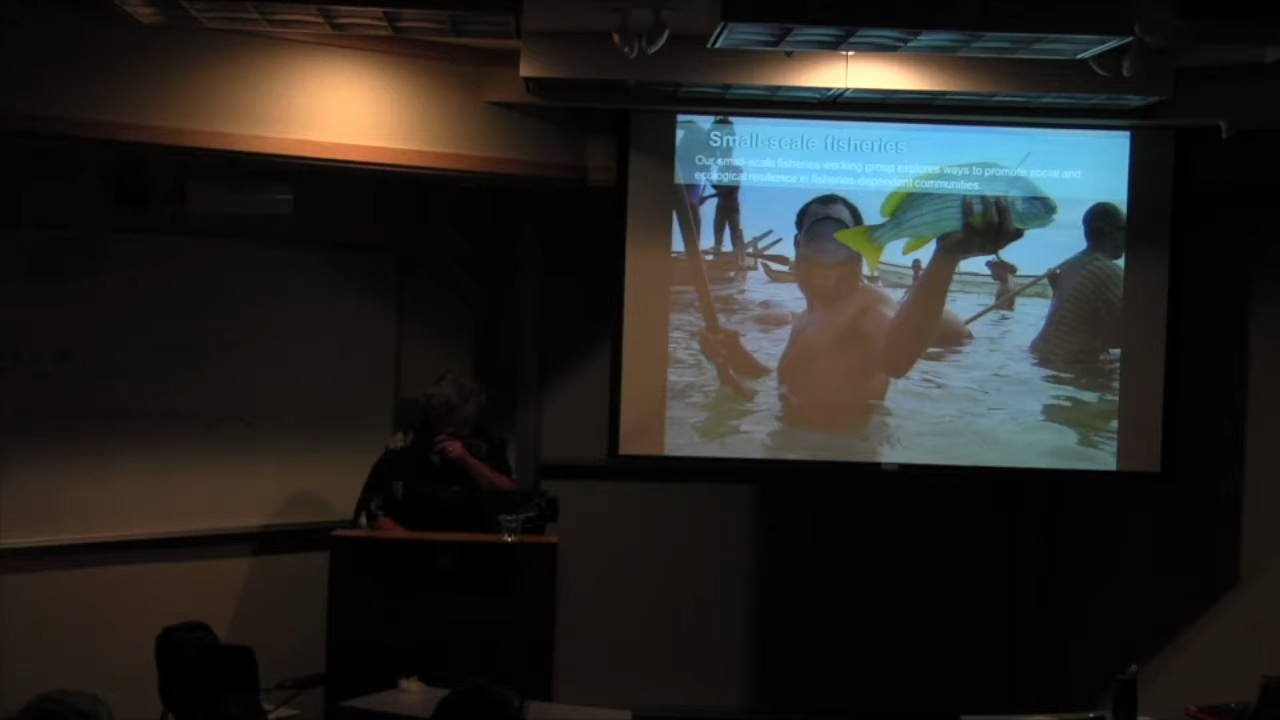 Small-scale fisheries
Our small-scale fisheries working group explores ways to promote social and
ecological resilience in fisheries-dependent communities.